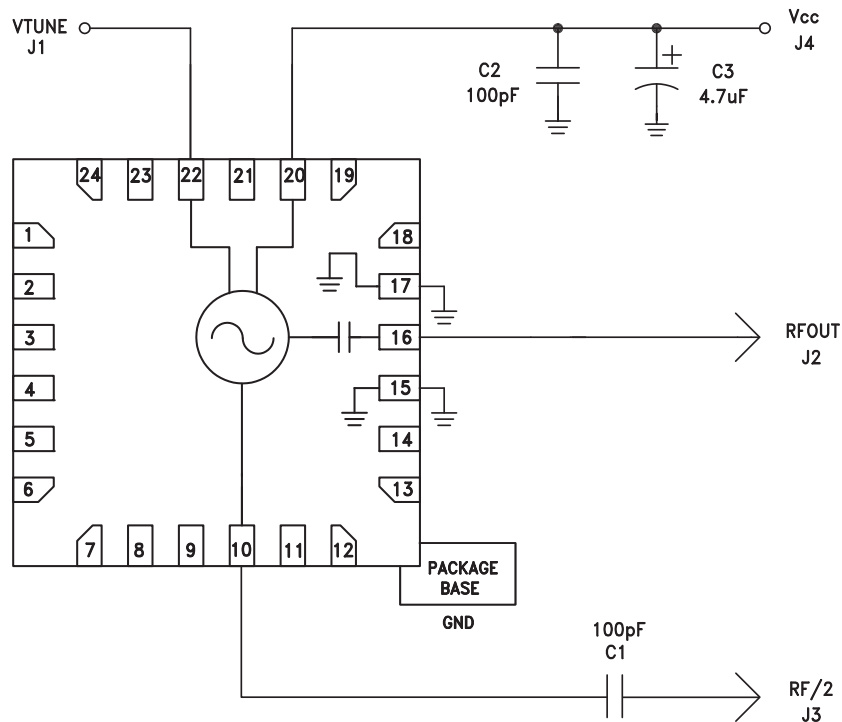 VTUNE
J1
Vcc
J4
C2
100pF
+
C3
4.7uF
24
23
22
21
20
19
1
2
3
4
5
6
18
17
16
15
14
13
RFOUT
J2
7
8
9
10
11
12
PACKAGE
BASE
GND
100pF
C1
RF/2
J3